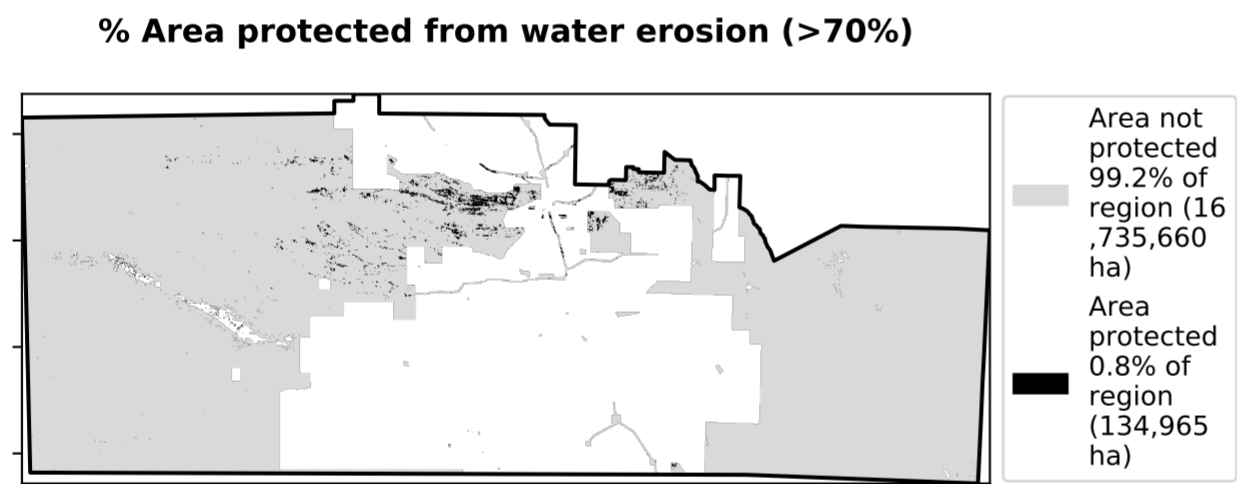 % Area protected from water erosion (>70%)
Area not
protected
99.2% of
region (16
,735,660
ha)
Area
protected
0.8% of
region
(134,965
ha)